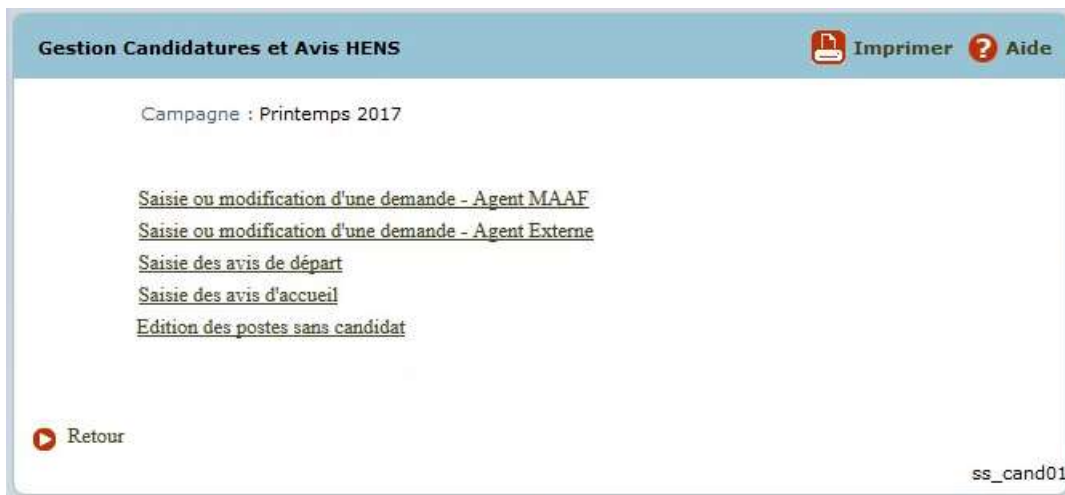 Gestion Candidatures et Avis HENS Imprimer Aide
Campagne : Printemps 2017
Saisie ou modification d'une demande - Agent MAAF
Saisie ou modification d'une demande - Agent Externe
Saisie des avis de départ
Saisie des avis d'accueil
Edition des postes sans candidat
Retour
ss_cand01